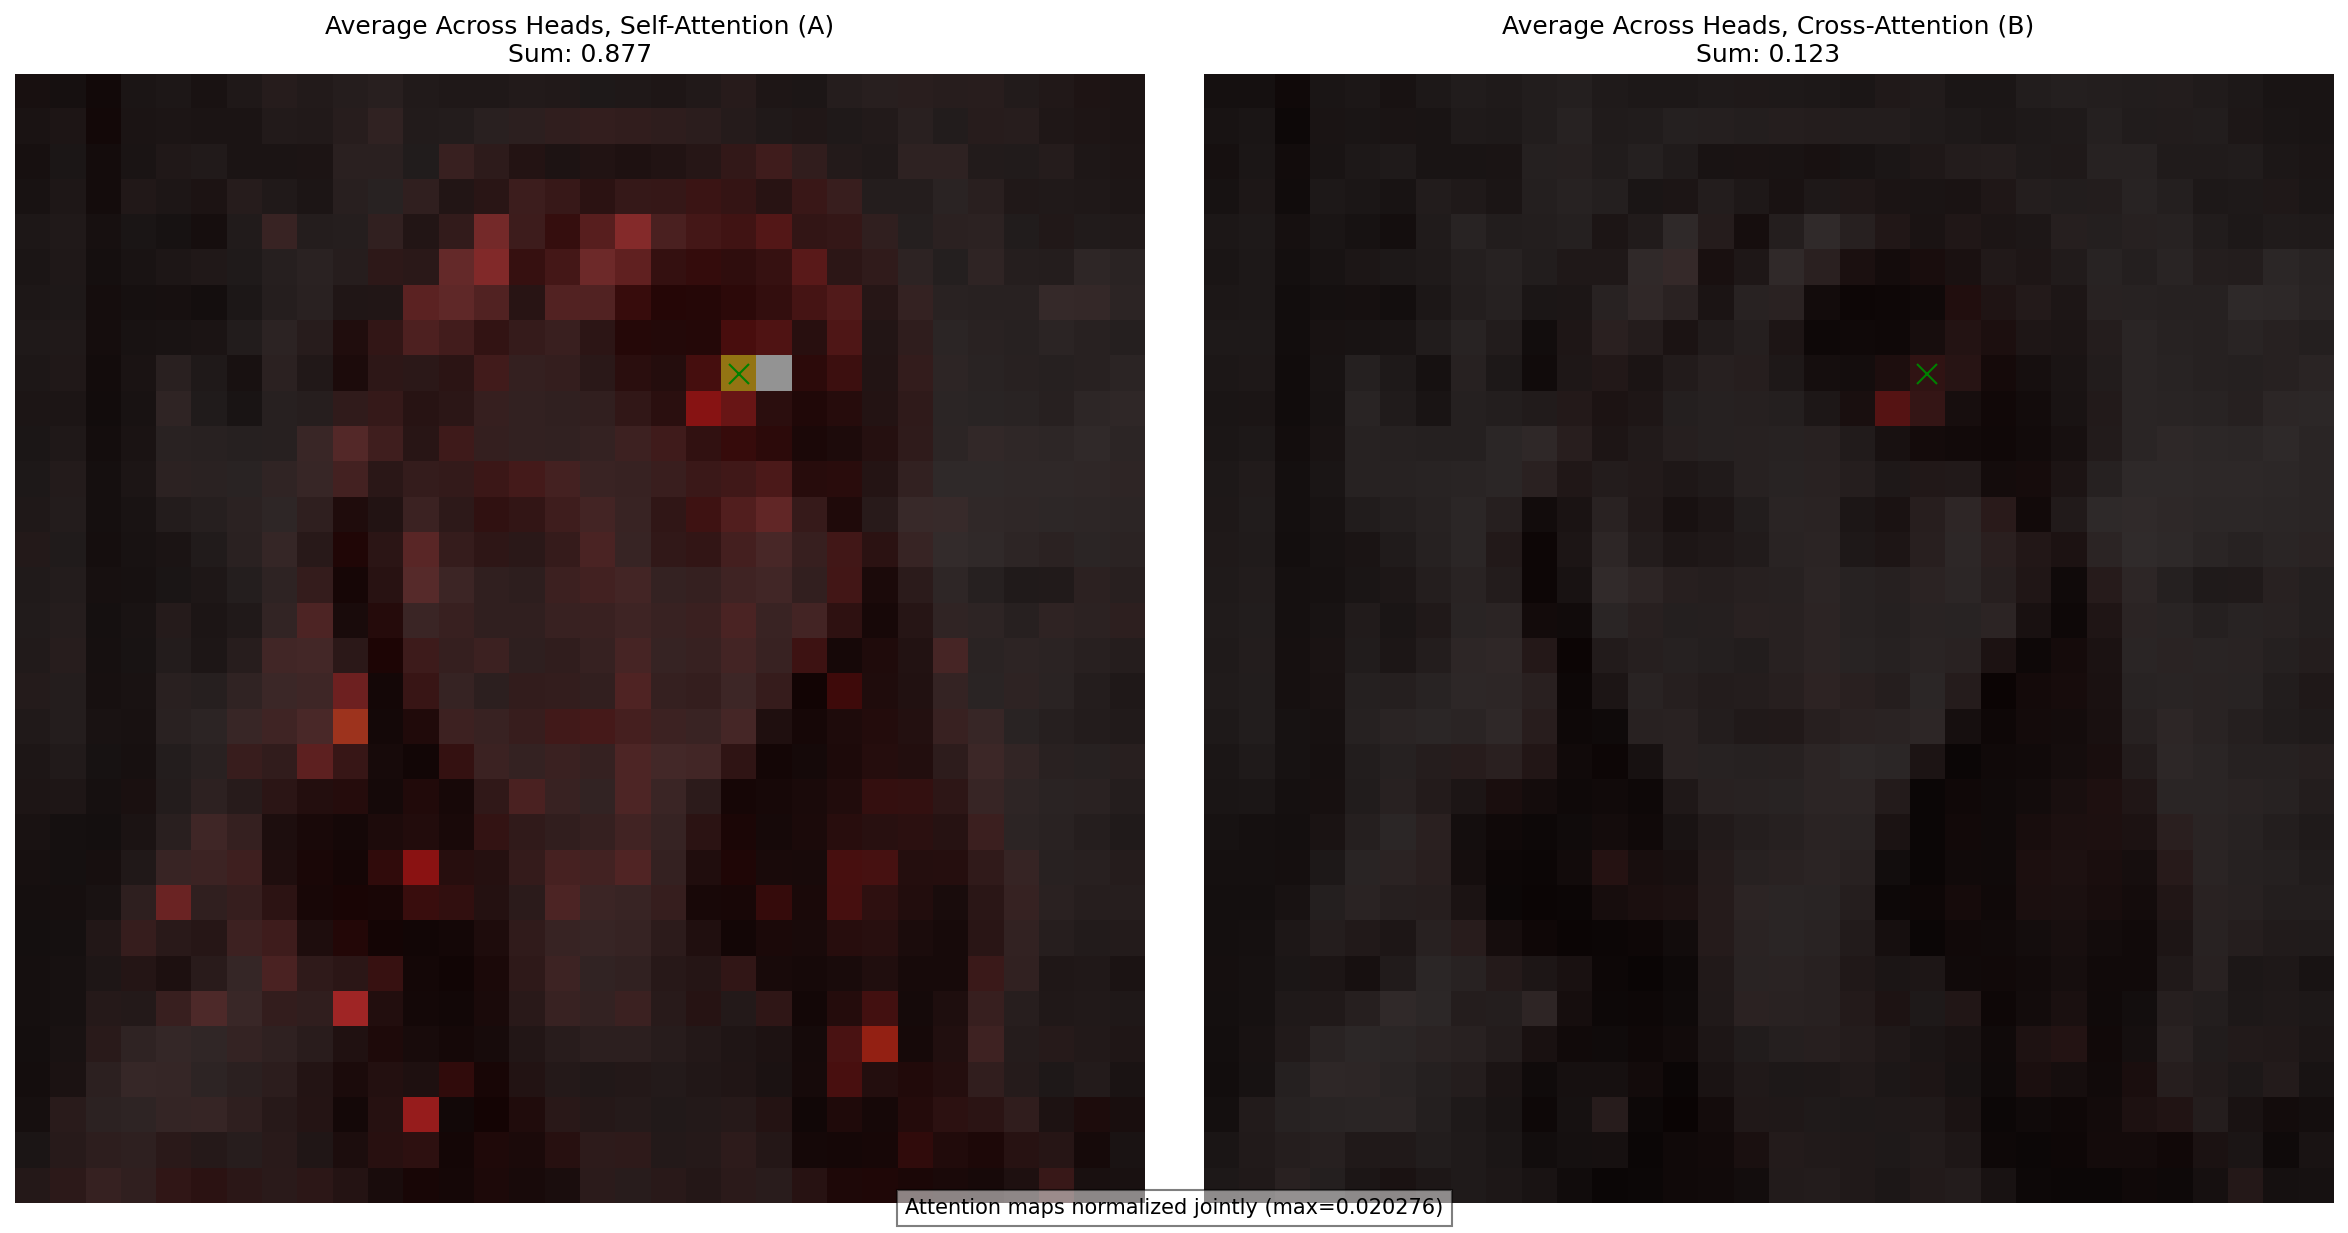 Average Across Heads, Self-Attention (A)
Sum: 0.877
Average Across Heads, Cross-Attention (B)
Sum: 0.123
Attention maps normalized jointly (max=0.020276)